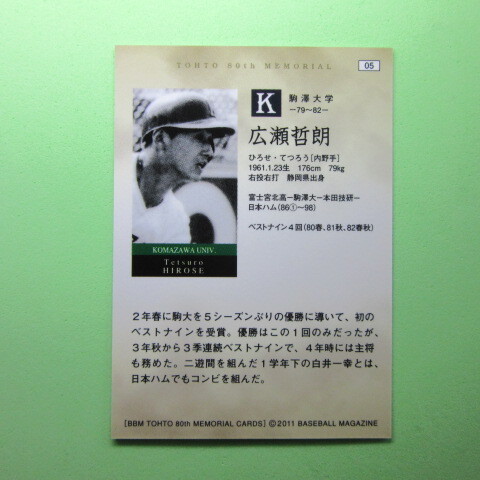 TOHTO 80th MEMORIAL
05
K
駒澤大学
－79～82－
広瀬哲朗
ひろせ・てつろう［内野手］
1961.1.23生 176cm 79kg
右投右打 静岡県出身
富士宮北高－駒澤大－本田技研－
日本ハム（86①～98）
ベストナイン4回（80春、81秋、82春秋）
KOMAZAWA UNIV.
Tetsuro
HIROSE
２年春に駒大を５シーズンぶりの優勝に導いて、初の
ベストナインを受賞。優勝はこの１回のみだったが、
３年秋から３季連続ベストナインで、４年時には主将
も務めた。二遊間を組んだ１学年下の白井一幸とは、
日本ハムでもコンビを組んだ。
［BBM TOHTO 80th MEMORIAL CARDS］©2011 BASEBALL MAGAZINE